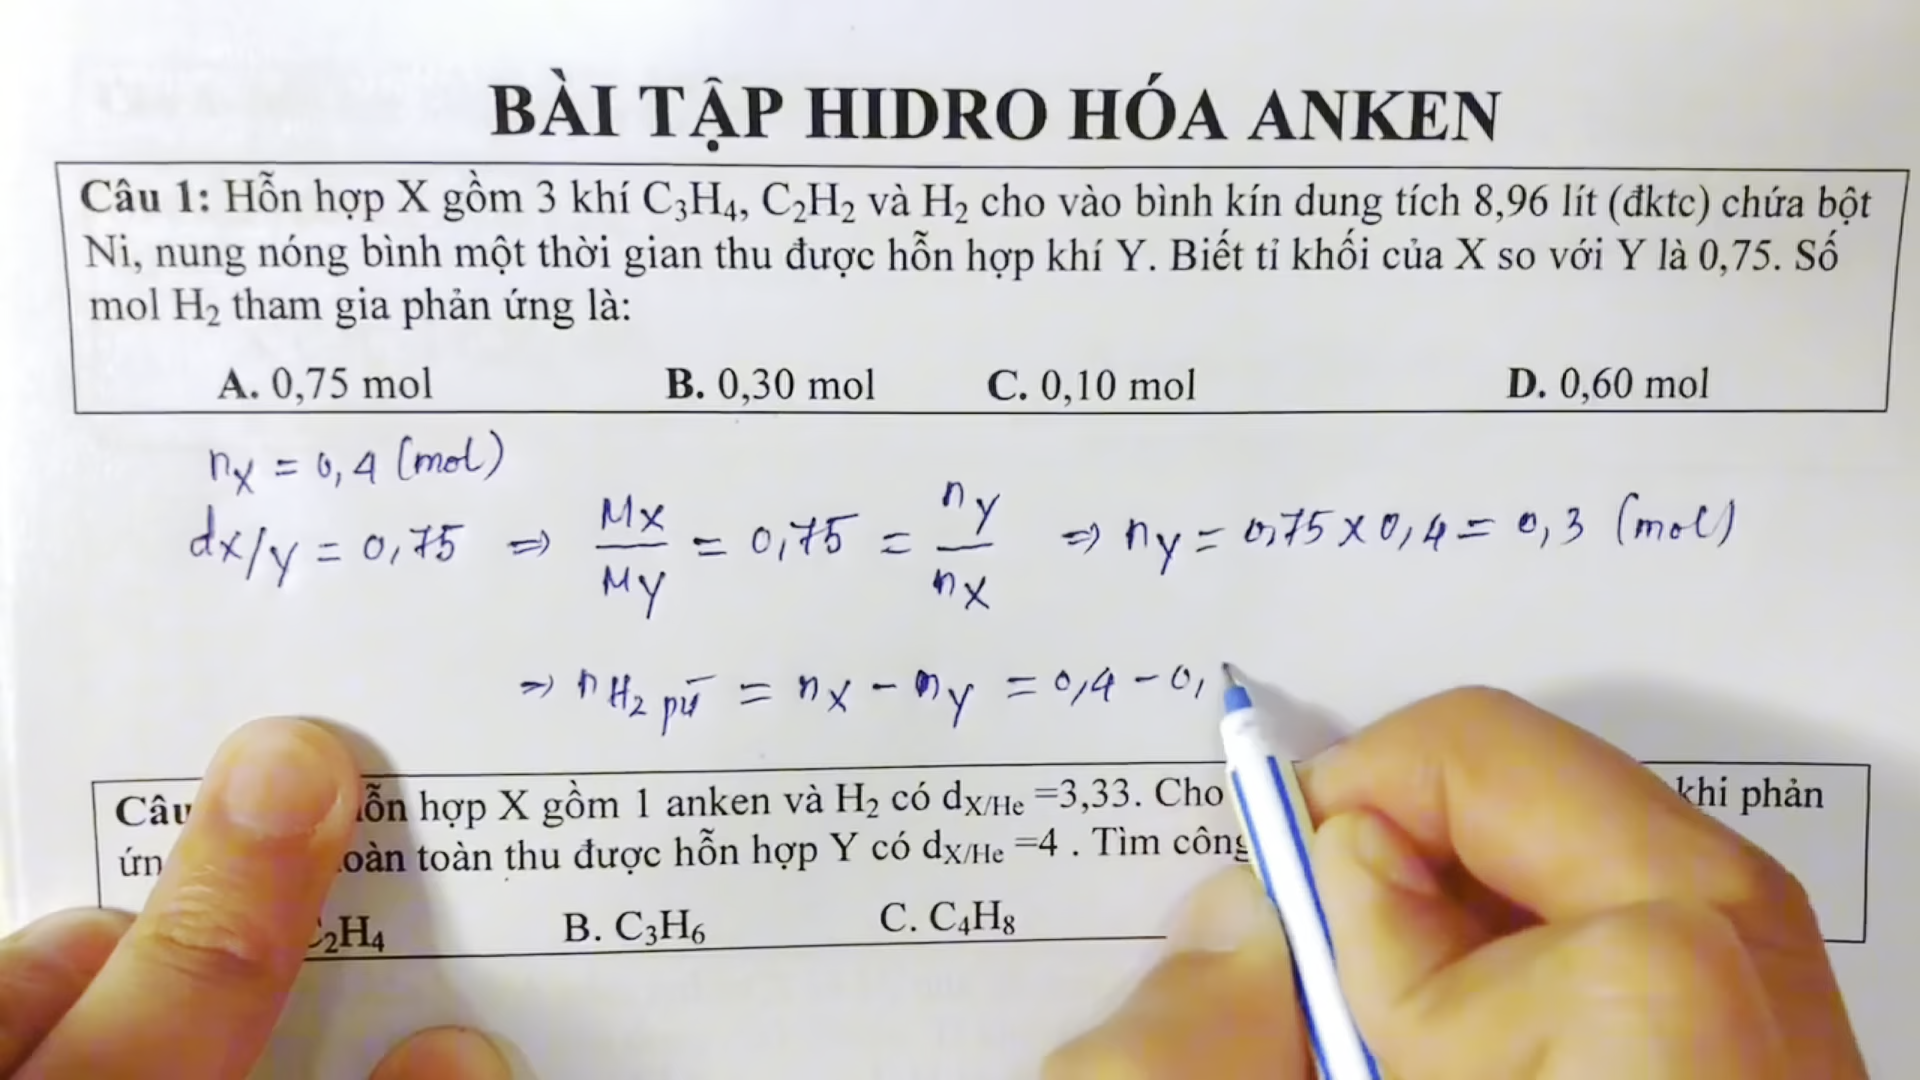 BÀI TẬP HIDRO HÓA ANKEN
Câu 1: Hỗn hợp X gồm 3 khí C₃H₄, C₂H₂ và H₂ cho vào bình kín dung tích 8,96 lít (đktc) chứa bột
Ni, nung nóng bình một thời gian thu được hỗn hợp khí Y. Biết tỉ khối của X so với Y là 0,75. Số
mol H₂ tham gia phản ứng là:
A. 0,75 mol B. 0,30 mol C. 0,10 mol D. 0,60 mol
nX = 0,4 (mol)
dX/Y = 0,75 => MX/MY = 0,75 = nY/nX => nY = 0,75 x 0,4 = 0,3 (mol)
=> nH₂ pư = nX - nY = 0,4 - 0,
Câu hỗn hợp X gồm 1 anken và H₂ có dX/He =3,33. Cho khi phản
toàn thu được hỗn hợp Y có dX/He =4 . Tìm công
C₂H₄ B. C₃H₆ C. C₄H₈